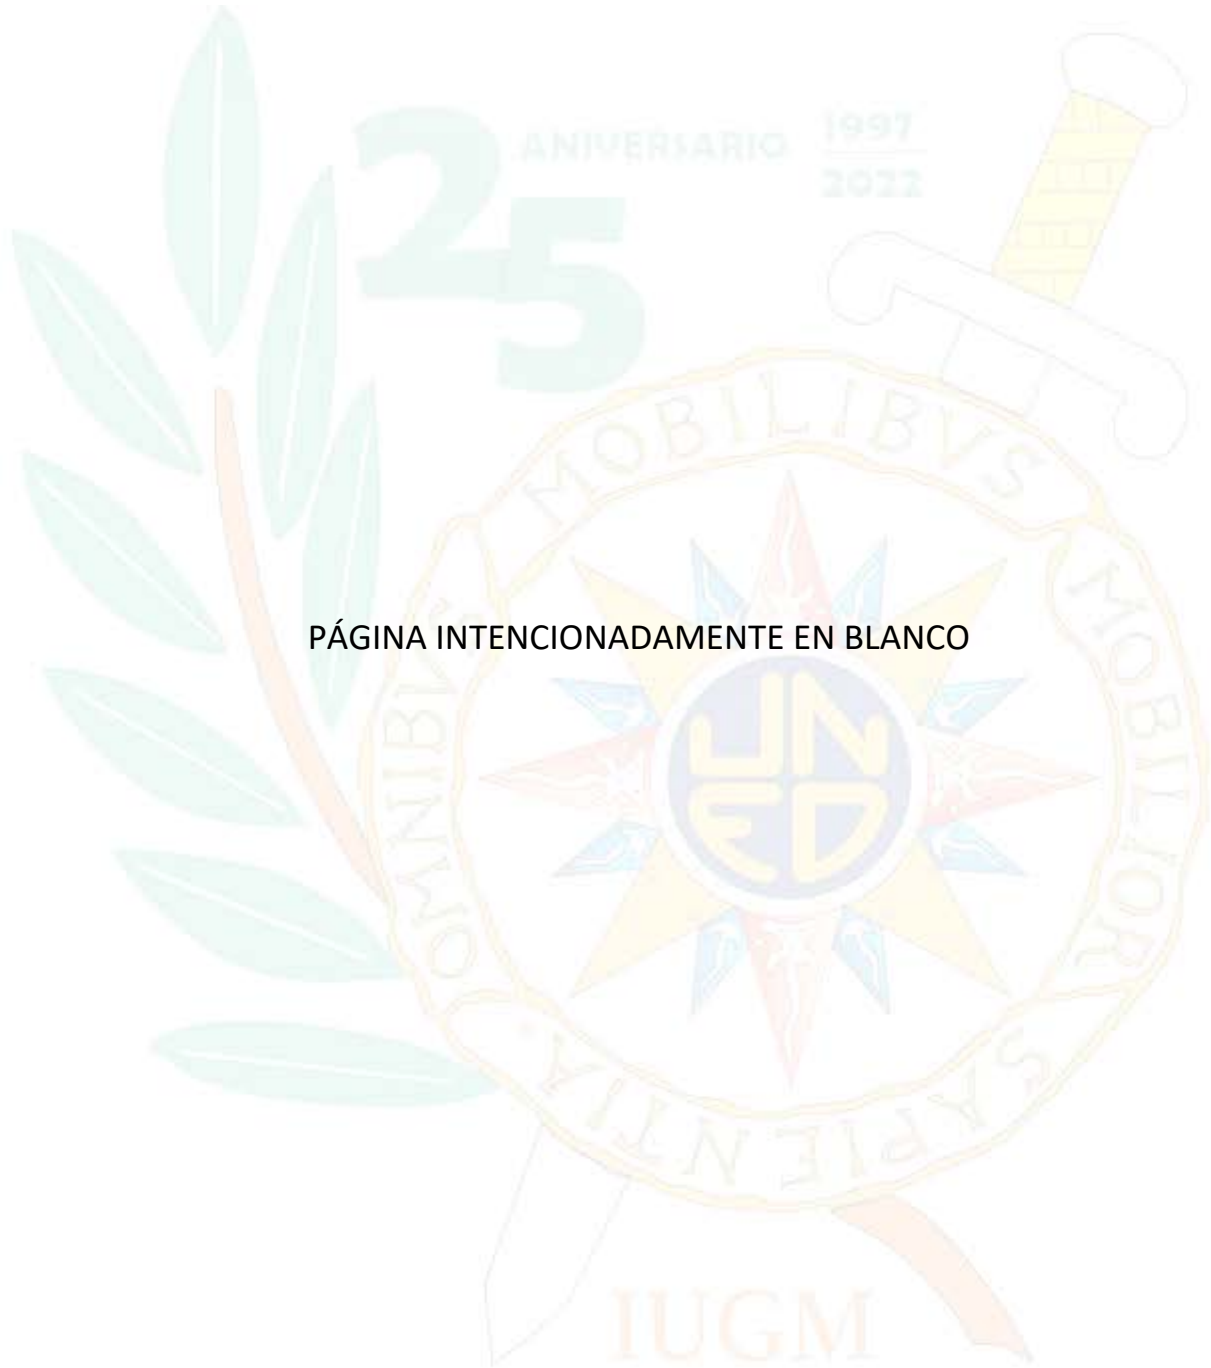 25 ANIVERSARIO 1997
2022
PÁGINA INTENCIONADAMENTE EN BLANCO
OMNIBVS MOBILIBVS MOBILIOR SAPIENTIA
UNED
IUGM